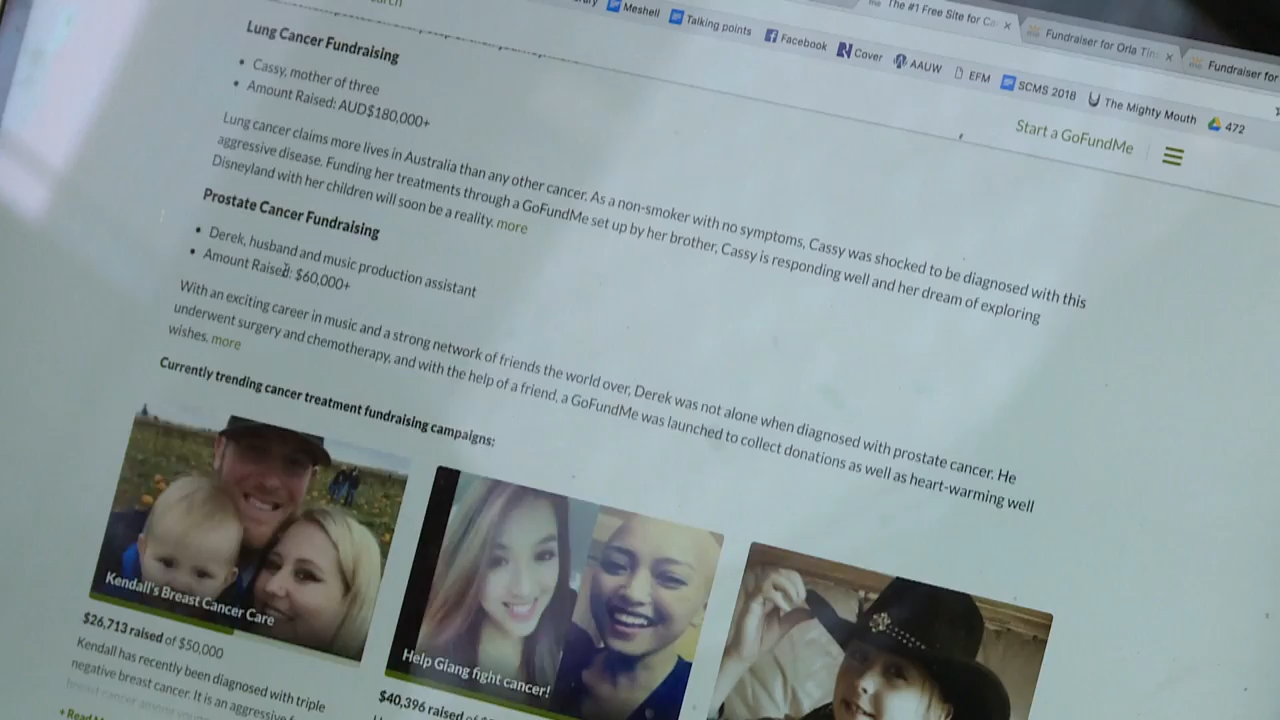 The #1 Free Site for Ca
Fundraiser for Orla Tin
Fundraiser for
Meshell
Talking points
Facebook
Cover
AAUW
EFM
SCMS 2018
The Mighty Mouth
472
Start a GoFundMe
Lung Cancer Fundraising
• Cassy, mother of three
• Amount Raised: AUD$180,000+
Lung cancer claims more lives in Australia than any other cancer. As a non-smoker with no symptoms, Cassy was shocked to be diagnosed with this
aggressive disease. Funding her treatments through a GoFundMe set up by her brother, Cassy is responding well and her dream of exploring
Disneyland with her children will soon be a reality. more
Prostate Cancer Fundraising
• Derek, husband and music production assistant
• Amount Raised: $60,000+
With an exciting career in music and a strong network of friends the world over, Derek was not alone when diagnosed with prostate cancer. He
underwent surgery and chemotherapy, and with the help of a friend, a GoFundMe was launched to collect donations as well as heart-warming well
wishes. more
Currently trending cancer treatment fundraising campaigns:
Kendall's Breast Cancer Care
$26,713 raised of $50,000
Kendall has recently been diagnosed with triple
negative breast cancer. It is an aggressive
Help Giang fight cancer!
$40,396 raised of